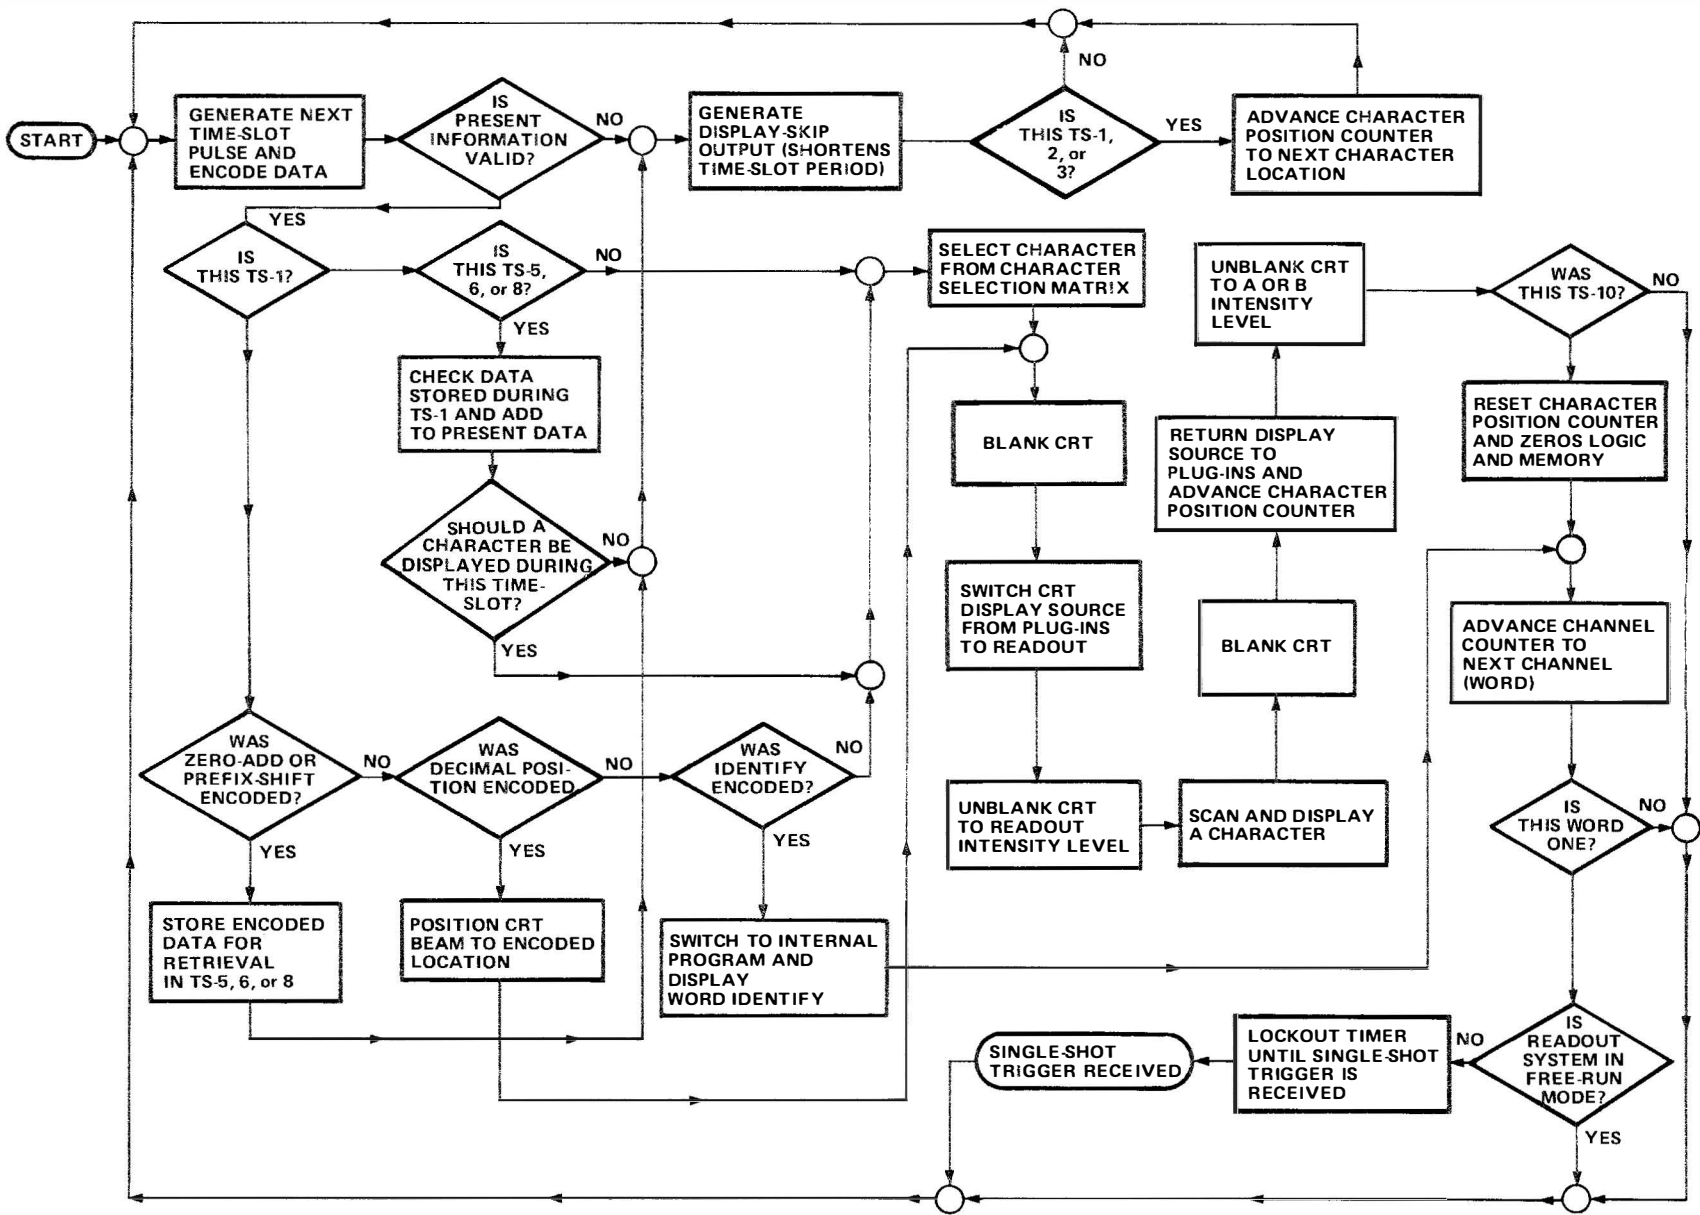 START
GENERATE NEXT
TIME-SLOT
PULSE AND
ENCODE DATA
IS
PRESENT
INFORMATION
VALID?
NO
GENERATE
DISPLAY-SKIP
OUTPUT (SHORTENS
TIME-SLOT PERIOD)
IS
THIS TS-1,
2, or
3?
NO
YES
ADVANCE CHARACTER
POSITION COUNTER
TO NEXT CHARACTER
LOCATION
YES
IS
THIS TS-1?
IS
THIS TS-5,
6, or 8?
NO
YES
SELECT CHARACTER
FROM CHARACTER
SELECTION MATRIX
UNBLANK CRT
TO A OR B
INTENSITY
LEVEL
WAS
THIS TS-10?
NO
CHECK DATA
STORED DURING
TS-1 AND ADD
TO PRESENT DATA
BLANK CRT
RETURN DISPLAY
SOURCE TO
PLUG-INS AND
ADVANCE CHARACTER
POSITION COUNTER
RESET CHARACTER
POSITION COUNTER
AND ZEROS LOGIC
AND MEMORY
SHOULD A
CHARACTER BE
DISPLAYED DURING
THIS TIME-
SLOT?
NO
YES
SWITCH CRT
DISPLAY SOURCE
FROM PLUG-INS
TO READOUT
BLANK CRT
ADVANCE CHANNEL
COUNTER TO
NEXT CHANNEL
(WORD)
WAS
ZERO-ADD OR
PREFIX-SHIFT
ENCODED?
NO
YES
WAS
DECIMAL POSI-
TION ENCODED
NO
YES
WAS
IDENTIFY
ENCODED?
NO
YES
UNBLANK CRT
TO READOUT
INTENSITY LEVEL
SCAN AND DISPLAY
A CHARACTER
IS
THIS WORD
ONE?
NO
STORE ENCODED
DATA FOR
RETRIEVAL
IN TS-5, 6, or 8
POSITION CRT
BEAM TO ENCODED
LOCATION
SWITCH TO INTERNAL
PROGRAM AND
DISPLAY
WORD IDENTIFY
SINGLE-SHOT
TRIGGER RECEIVED
LOCKOUT TIMER
UNTIL SINGLE-SHOT
TRIGGER IS
RECEIVED
NO
IS
READOUT
SYSTEM IN
FREE-RUN
MODE?
YES